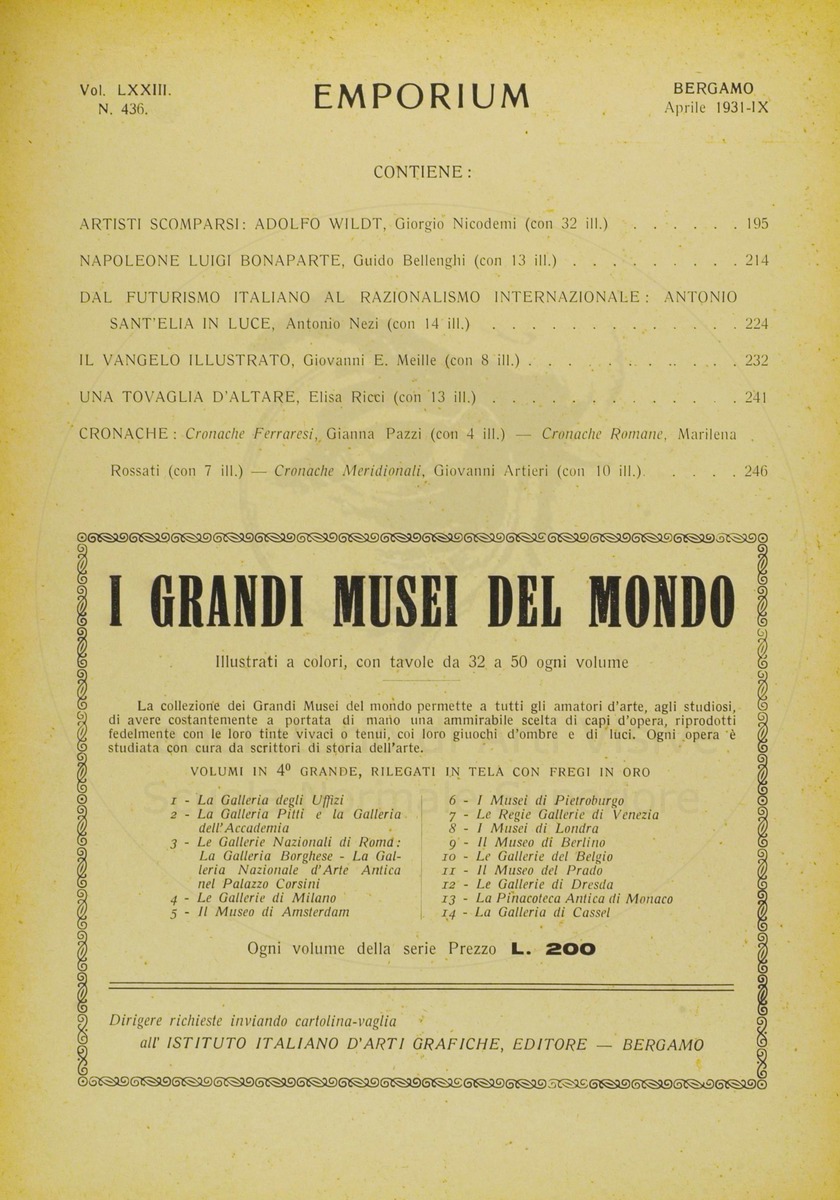 Vol. LXXIII.
N. 436.
EMPORIUM
BERGAMO
Aprile 1931-IX
CONTIENE:
ARTISTI SCOMPARSI: ADOLFO WILDT, Giorgio Nicodemi (con 32 ill.) . . . . . . 195
NAPOLEONE LUIGI BONAPARTE, Guido Bellenghi (con 13 ill.) . . . . . . . . . 214
DAL FUTURISMO ITALIANO AL RAZIONALISMO INTERNAZIONALE: ANTONIO
SANT'ELIA IN LUCE, Antonio Nezi (con 14 ill.) . . . . . . . . . . . . . 224
IL VANGELO ILLUSTRATO, Giovanni E. Meille (con 8 ill.) . . . . . . . . . . . 232
UNA TOVAGLIA D'ALTARE, Elisa Ricci (con 13 ill.) . . . . . . . . . . . . . 241
CRONACHE: Cronache Ferraresi, Gianna Pazzi (con 4 ill.) — Cronache Romane, Marilena
Rossati (con 7 ill.) — Cronache Meridionali, Giovanni Artieri (con 10 ill.). . . . . 246
I GRANDI MUSEI DEL MONDO
Illustrati a colori, con tavole da 32 a 50 ogni volume
La collezione dei Grandi Musei del mondo permette a tutti gli amatori d'arte, agli studiosi,
di avere costantemente a portata di mano una ammirabile scelta di capi d'opera, riprodotti
fedelmente con le loro tinte vivaci o tenui, coi loro giuochi d'ombre e di luci. Ogni opera è
studiata con cura da scrittori di storia dell'arte.
VOLUMI IN 4º GRANDE, RILEGATI IN TELA CON FREGI IN ORO
1 - La Galleria degli Uffizi
2 - La Galleria Pitti e la Galleria
dell'Accademia
3 - Le Gallerie Nazionali di Roma:
La Galleria Borghese - La Gal-
leria Nazionale d'Arte Antica
nel Palazzo Corsini
4 - Le Gallerie di Milano
5 - Il Museo di Amsterdam
6 - I Musei di Pietroburgo
7 - Le Regie Gallerie di Venezia
8 - I Musei di Londra
9 - Il Museo di Berlino
10 - Le Gallerie del Belgio
11 - Il Museo del Prado
12 - Le Gallerie di Dresda
13 - La Pinacoteca Antica di Monaco
14 - La Galleria di Cassel
Ogni volume della serie Prezzo L. 200
Dirigere richieste inviando cartolina-vaglia
all' ISTITUTO ITALIANO D'ARTI GRAFICHE, EDITORE — BERGAMO